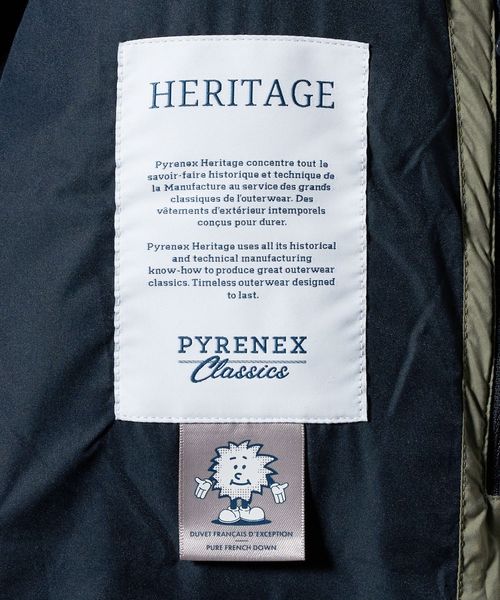 HERITAGE
Pyrenex Heritage concentre tout le
savoir-faire historique et technique de
la Manufacture au service des grands
classiques de l'outerwear. Des
vêtements d'extérieur intemporels
conçus pour durer.
Pyrenex Heritage uses all its historical
and technical manufacturing
know-how to produce great outerwear
classics. Timeless outerwear designed
to last.
PYRENEX
Classics
DUVET FRANÇAIS D'EXCEPTION
PURE FRENCH DOWN